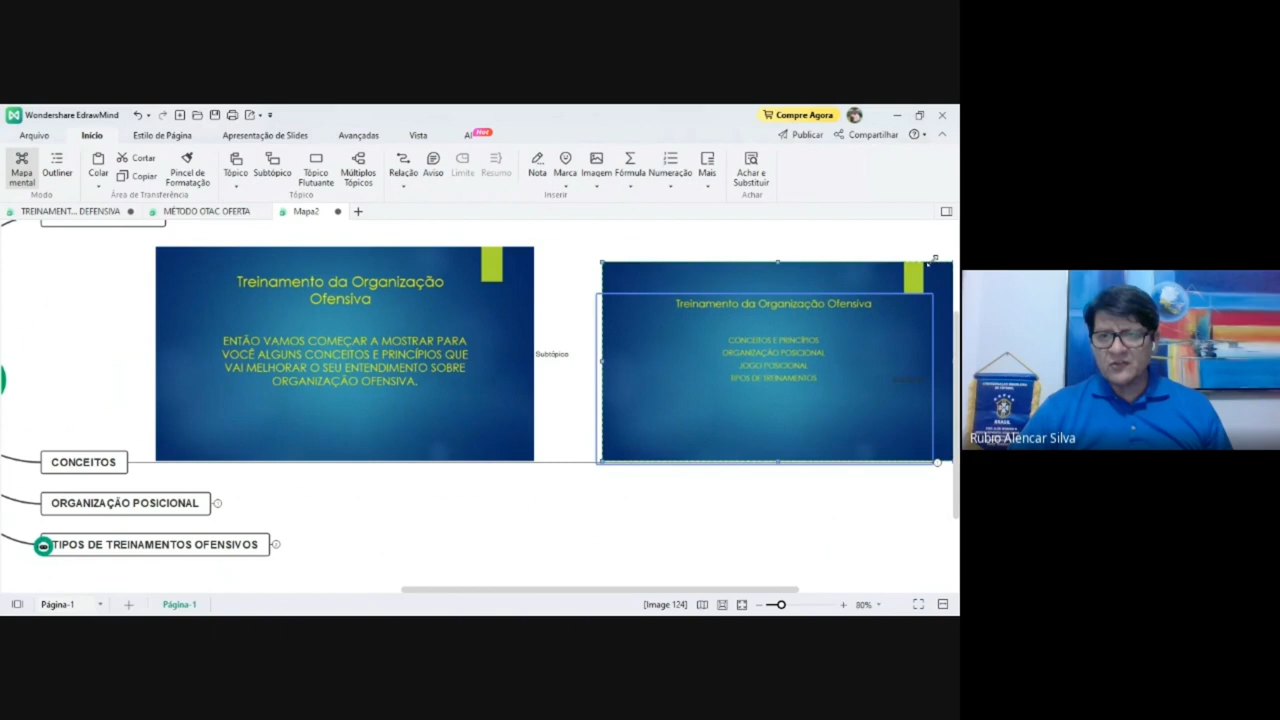 Wondershare EdrawMind
Compre Agora
Arquivo
Início
Estilo de Página
Apresentação de Slides
Avançadas
Vista
AI
Hot
Publicar
Compartilhar
Mapa mental
Outliner
Colar
Cortar
Copiar
Pincel de Formatação
Tópico
Subtópico
Tópico Flutuante
Múltiplos Tópicos
Relação
Aviso
Limite
Resumo
Nota
Marca
Imagem
Fórmula
Numeração
Mais
Achar e Substituir
Modo
Área de Transferência
Tópico
Inserir
Achar
TREINAMENT... DEFENSIVA
MÉTODO OTAC OFERTA
Mapa2
Treinamento da Organização
Ofensiva
ENTÃO VAMOS COMEÇAR A MOSTRAR PARA
VOCÊ ALGUNS CONCEITOS E PRINCÍPIOS QUE
VAI MELHORAR O SEU ENTENDIMENTO SOBRE
ORGANIZAÇÃO OFENSIVA.
Subtópico
Treinamento da Organização Ofensiva
CONCEITOS E PRINCÍPIOS
ORGANIZAÇÃO POSICIONAL
JOGO POSICIONAL
TIPOS DE TREINAMENTOS
CONCEITOS
ORGANIZAÇÃO POSICIONAL
TIPOS DE TREINAMENTOS OFENSIVOS
Página-1
Página-1
[Image 124]
80%
BRASIL
Rubio Alencar Silva